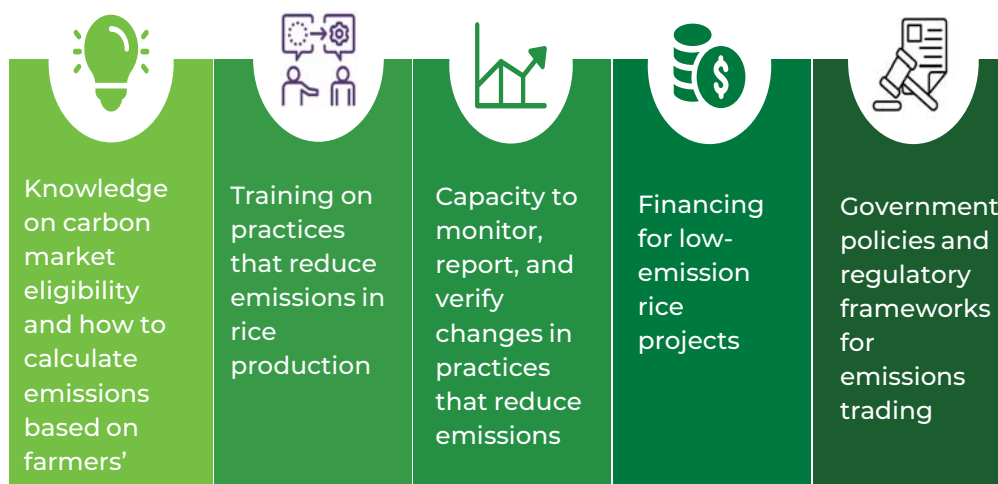 Knowledge
on carbon
market
eligibility
and how to
calculate
emissions
based on
farmers’
Training on
practices
that reduce
emissions in
rice
production
Capacity to
monitor,
report, and
verify
changes in
practices
that reduce
emissions
Financing
for low-
emission
rice
projects
Government
policies and
regulatory
frameworks
for
emissions
trading